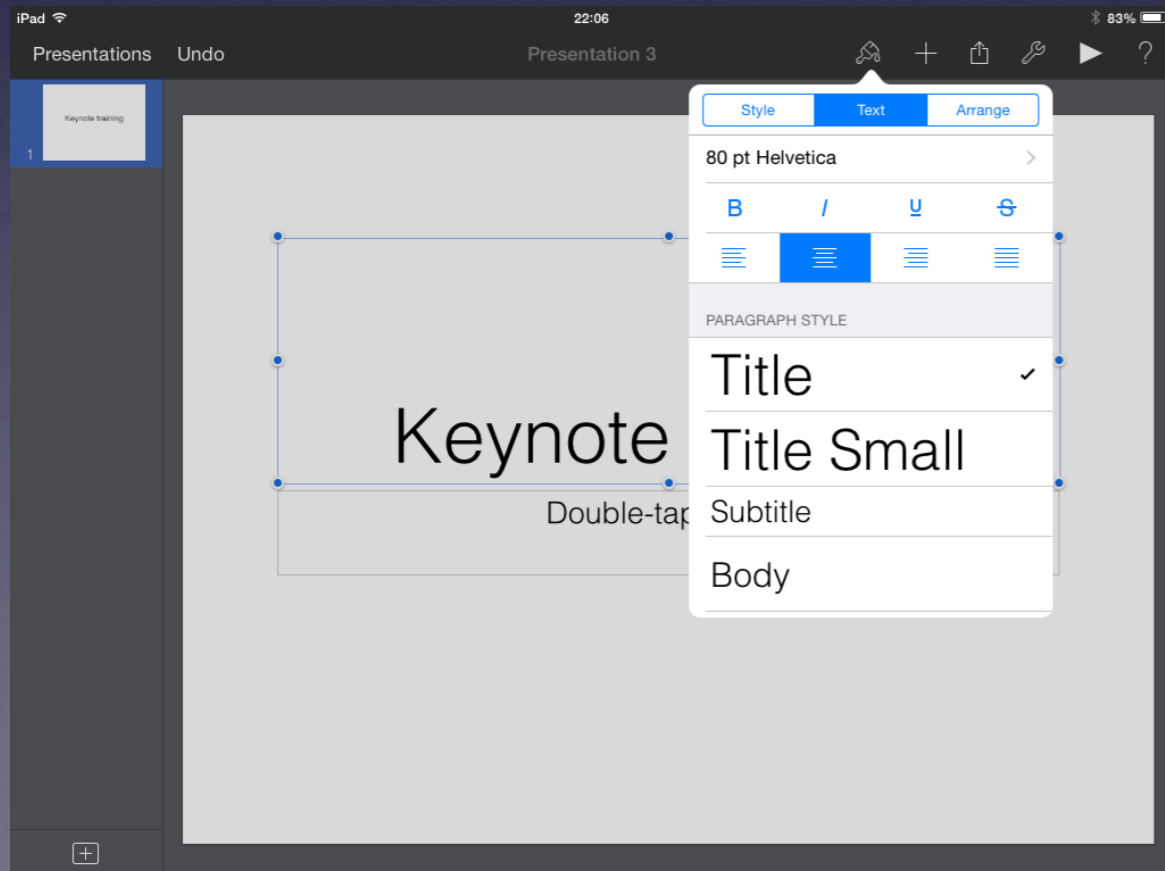 iPad 22:06 83%
Presentations Undo Presentation 3 ?
Keynote training
1
Style Text Arrange
80 pt Helvetica
B I U S
PARAGRAPH STYLE
Title
Title Small
Subtitle
Body
Keynote
Double-tap